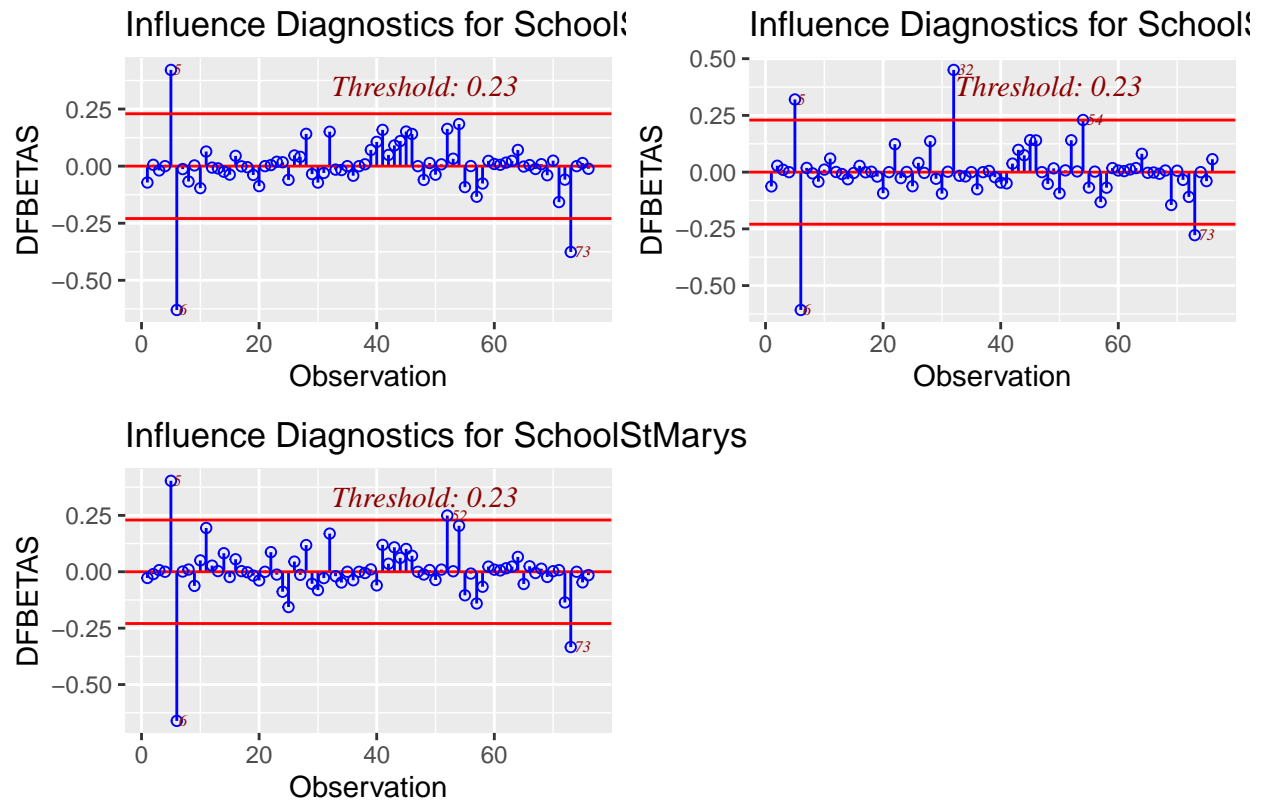 Influence Diagnostics for SchoolS
DFBETAS
0.25
0.00
−0.25
−0.50
Threshold: 0.23
5
6
73
0 20 40 60
Observation
Influence Diagnostics for SchoolS
DFBETAS
0.50
0.25
0.00
−0.25
−0.50
Threshold: 0.23
5
6
32
54
73
0 20 40 60
Observation
Influence Diagnostics for SchoolStMarys
DFBETAS
0.25
0.00
−0.25
−0.50
Threshold: 0.23
5
6
52
73
0 20 40 60
Observation